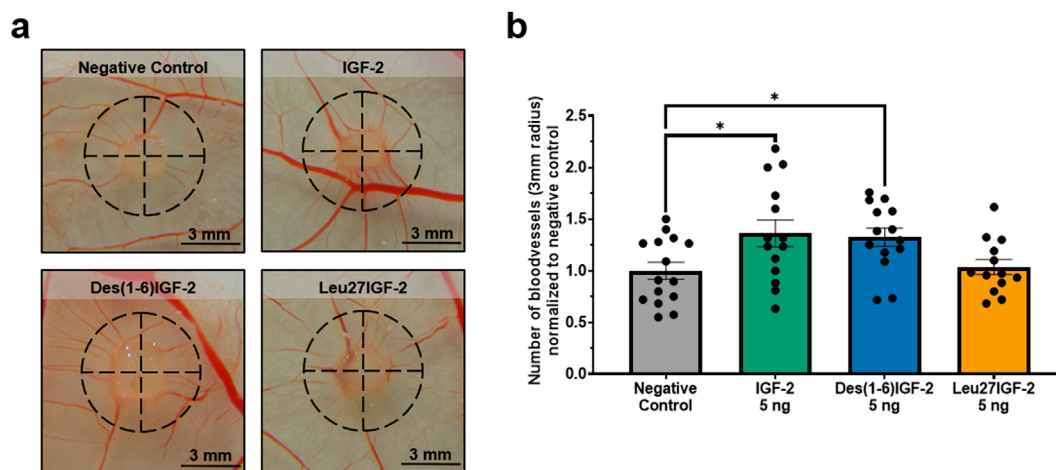 a
Negative Control
3 mm
IGF-2
3 mm
Des(1-6)IGF-2
3 mm
Leu27IGF-2
3 mm
b
Number of bloodvessels (3mm radius)
normalized to negative control
2.5
2.0
1.5
1.0
0.5
0.0
*
*
Negative
Control
IGF-2
5 ng
Des(1-6)IGF-2
5 ng
Leu27IGF-2
5 ng